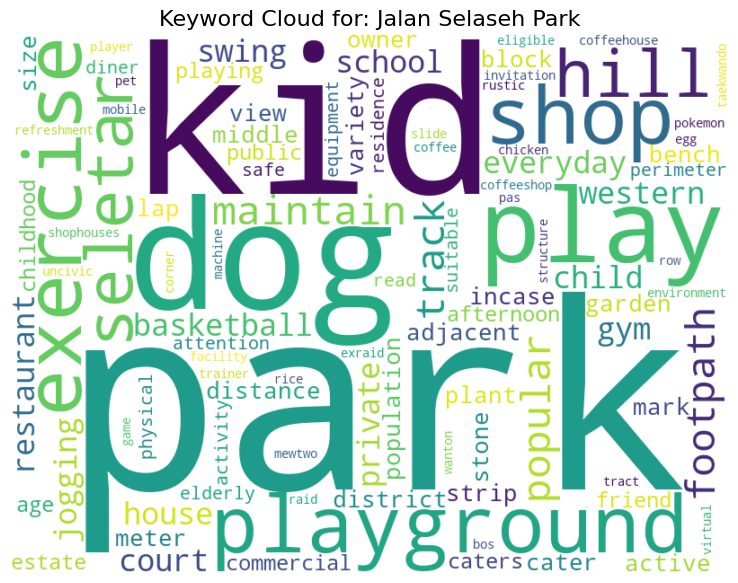 Keyword Cloud for: Jalan Selaseh Park
size
player
diner
pet
mobile
swing
playing
owner
school
eligible
coffeehouse
block
invitation
rustic
hill
taekwondo
kid
shop
exercise
seletar
refreshment
view
middle
public
safe
equipment
variety
residence
slide
coffee
chicken
pokemon
egg
bench
everyday
perimeter
coffeeshop
western
pas
childhood
shophouses
uncivic
lap
maintain
dog
machine
corner
track
suitable
read
play
structure
row
child
environment
incase
garden
afternoon
restaurant
basketball
attention
facility
trainer
exraid
adjacent
gym
footpath
jogging
park
physical
game
distance
activity
rice
mewtwo
private
population
plant
stone
wanton
popular
mark
age
elderly
raid
district
strip
tract
friend
virtual
house
meter
playground
estate
court
commercial
bos
caters
cater
active